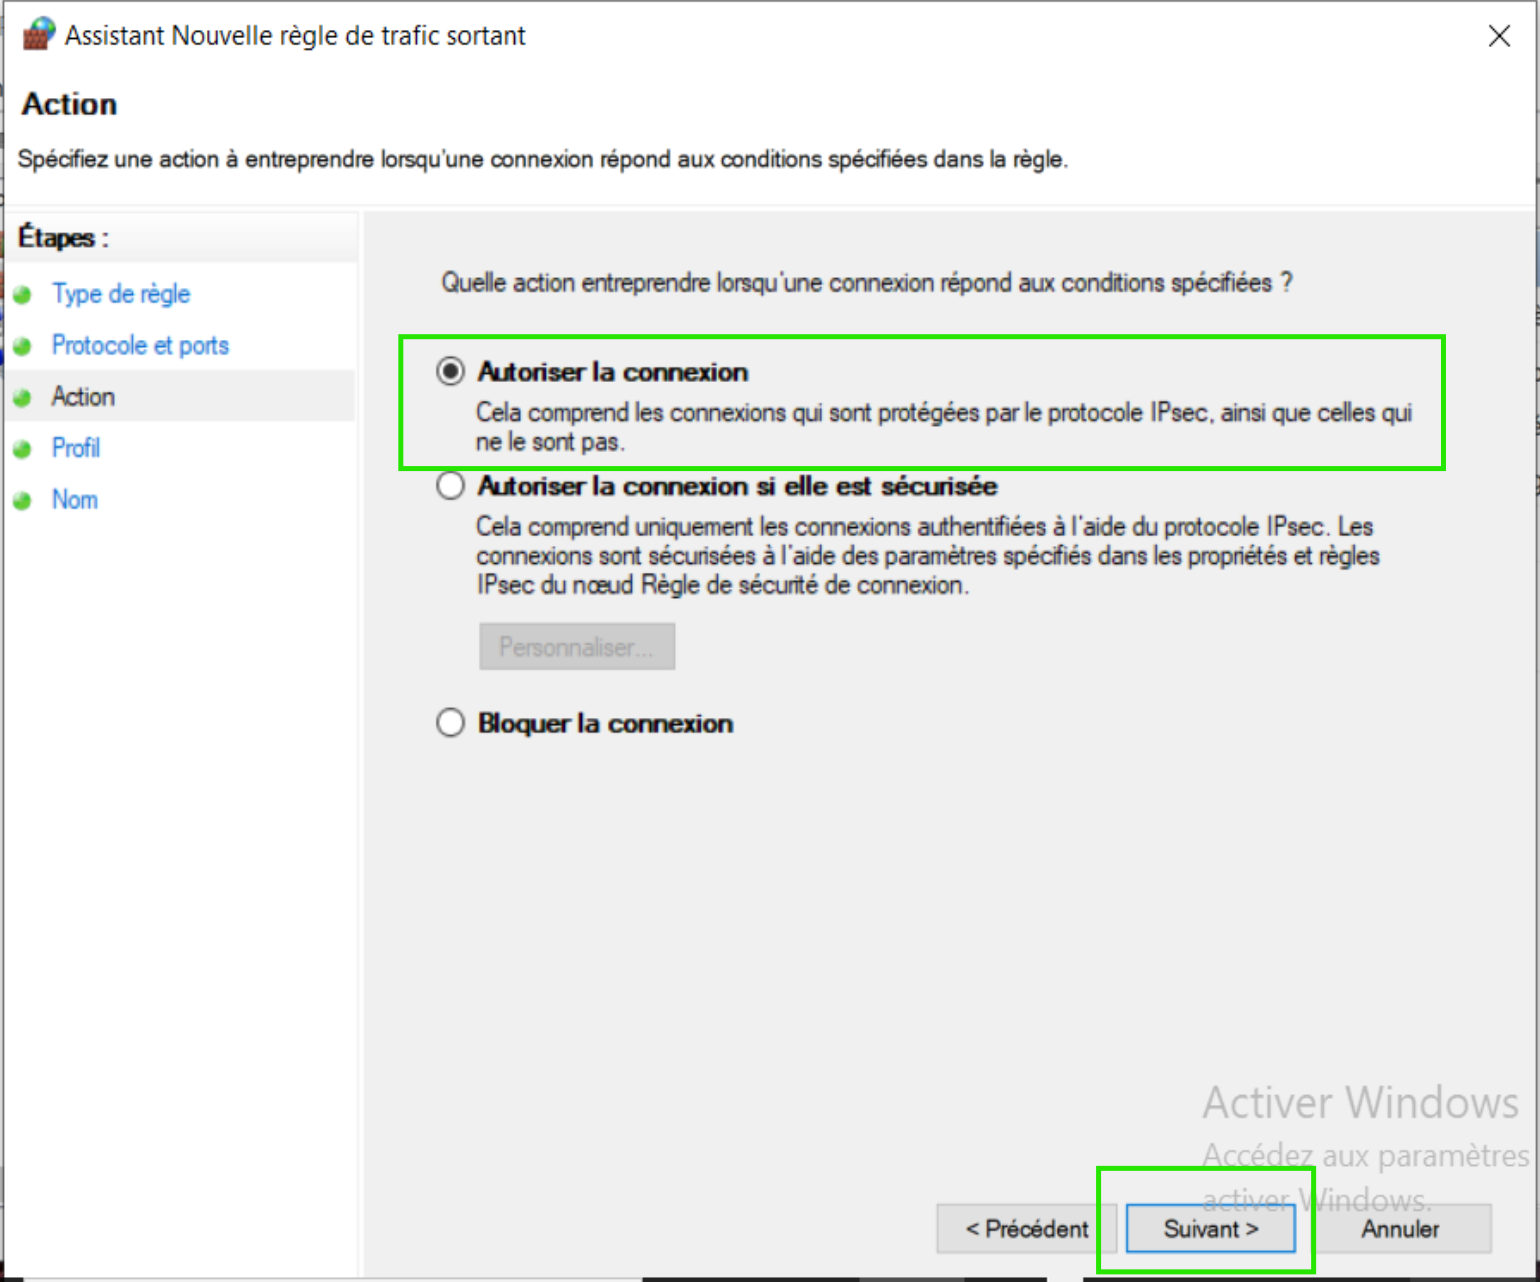 Assistant Nouvelle règle de trafic sortant
Action
Spécifiez une action à entreprendre lorsqu'une connexion répond aux conditions spécifiées dans la règle.
Étapes :
Type de règle
Protocole et ports
Action
Profil
Nom
Quelle action entreprendre lorsqu'une connexion répond aux conditions spécifiées ?
Autoriser la connexion
Cela comprend les connexions qui sont protégées par le protocole IPsec, ainsi que celles qui
ne le sont pas.
Autoriser la connexion si elle est sécurisée
Cela comprend uniquement les connexions authentifiées à l'aide du protocole IPsec. Les
connexions sont sécurisées à l'aide des paramètres spécifiés dans les propriétés et règles
IPsec du nœud Règle de sécurité de connexion.
Personnaliser...
Bloquer la connexion
Activer Windows
Accédez aux paramètres
activer Windows.
< Précédent
Suivant >
Annuler